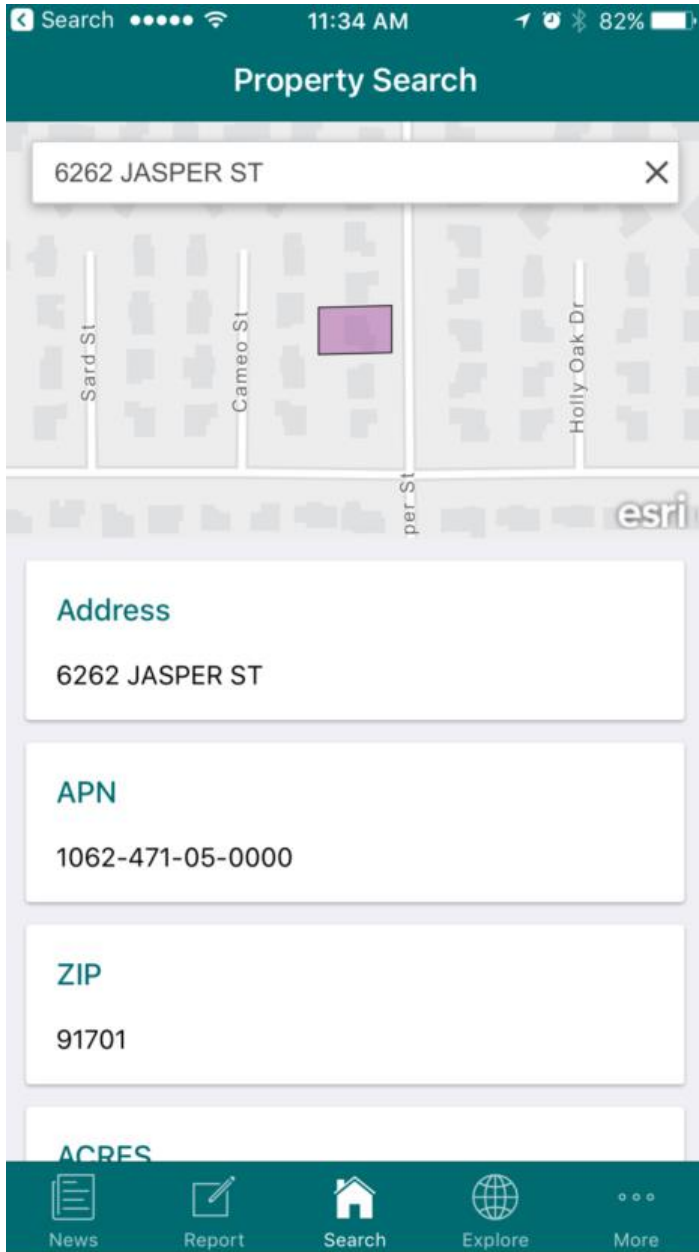 Search 11:34 AM 82%
Property Search
6262 JASPER ST
Sard St
Cameo St
Holly Oak Dr
per St
esri
Address
6262 JASPER ST
APN
1062-471-05-0000
ZIP
91701
ACRES
News Report Search Explore More